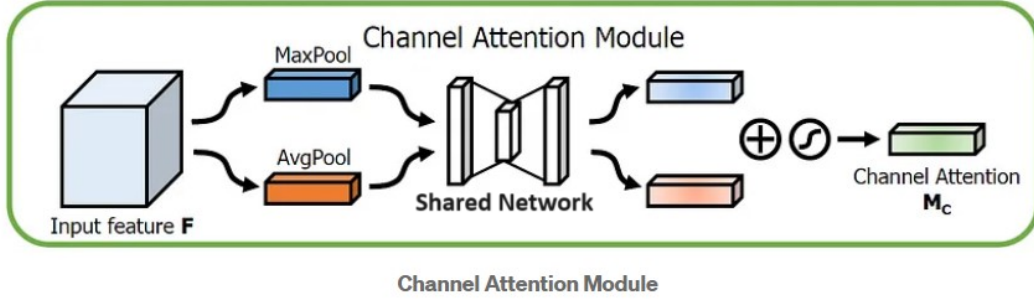 Channel Attention Module
MaxPool
AvgPool
Shared Network
Input feature F
Channel Attention
Mc
Channel Attention Module